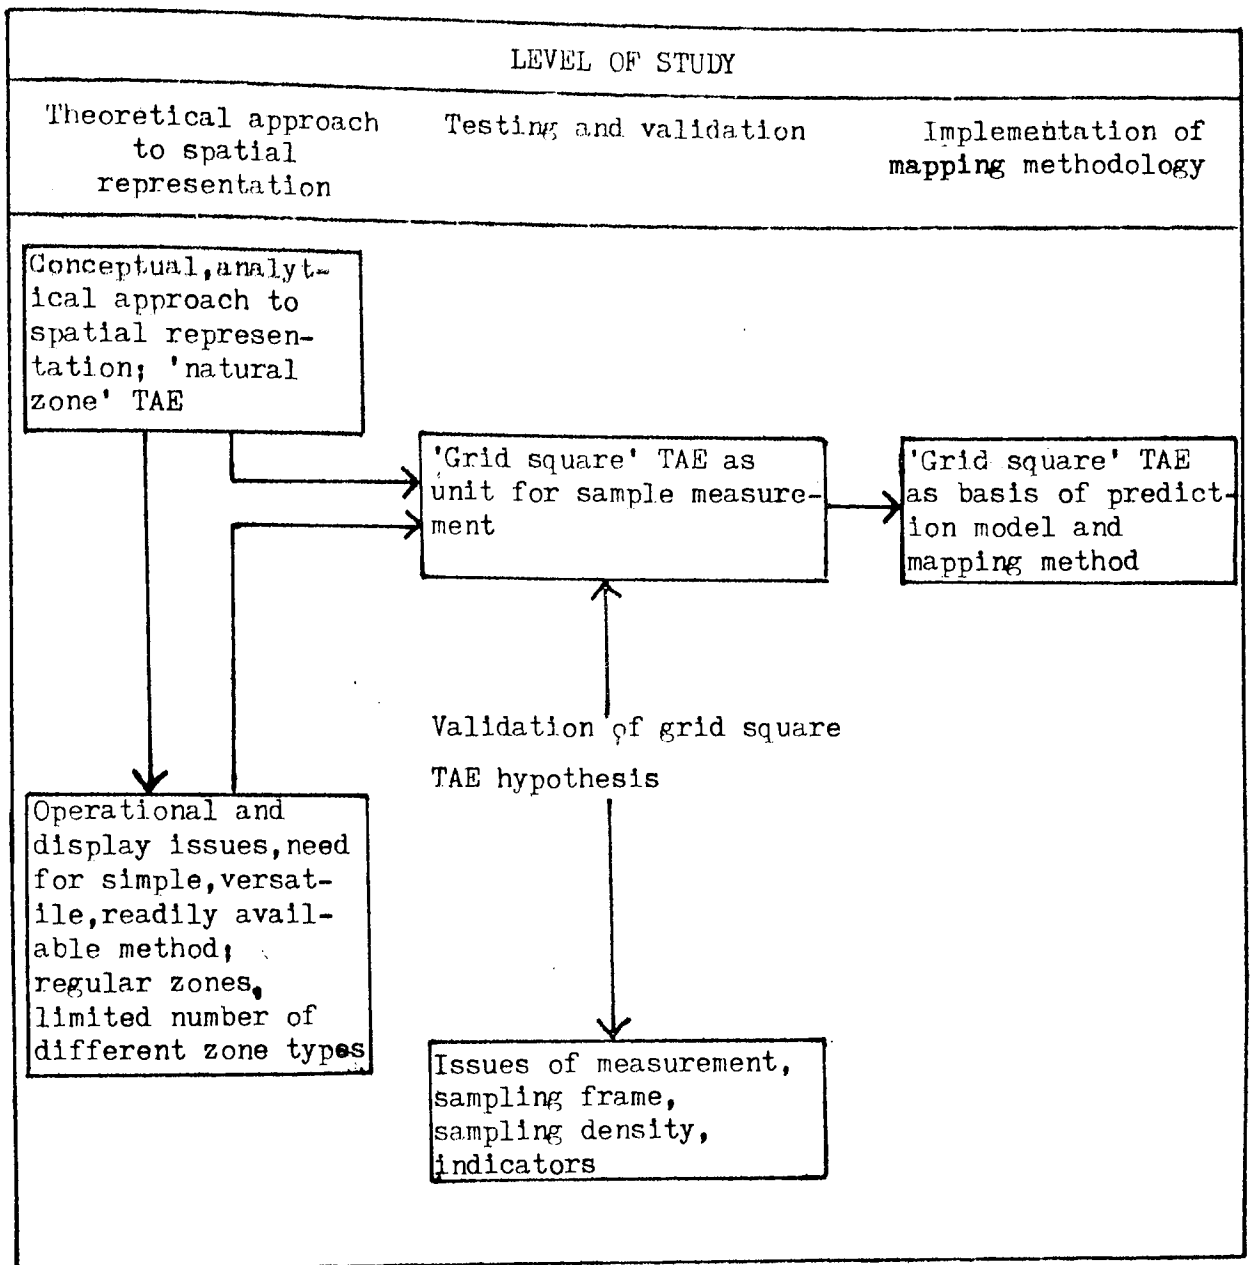 LEVEL OF STUDY
Theoretical approach
to spatial
representation
Testing and validation
Implementation of
mapping methodology
Conceptual,analyt-
ical approach to
spatial represen-
tation; 'natural
zone' TAE
'Grid square' TAE as
unit for sample measure-
ment
'Grid square' TAE
as basis of predict-
ion model and
mapping method
Validation of grid square
TAE hypothesis
Operational and
display issues,need
for simple,versat-
ile,readily avail-
able method;
regular zones,
limited number of
different zone types
Issues of measurement,
sampling frame,
sampling density,
indicators